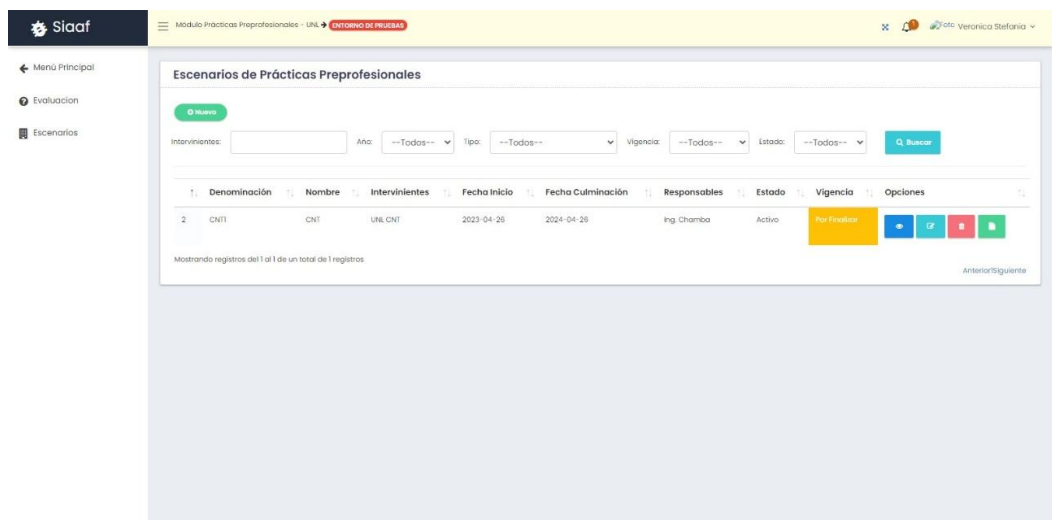 Siaaf
Módulo Prácticas Preprofesionales - UNL ENTORNO DE PRUEBAS
Foto Veronica Stefania
Menú Principal
Evaluacion
Escenarios
Escenarios de Prácticas Preprofesionales
Nuevo
Intervinientes: Año: --Todos-- Tipo: --Todos-- Vigencia: --Todos-- Estado: --Todos-- Buscar
Denominación Nombre Intervinientes Fecha Inicio Fecha Culminación Responsables Estado Vigencia Opciones
2 CNT1 CNT UNL CNT 2023-04-26 2024-04-26 Ing. Chamba Activo Por Finalizar
Mostrando registros del 1 al 1 de un total de 1 registros
Anterior1Siguiente